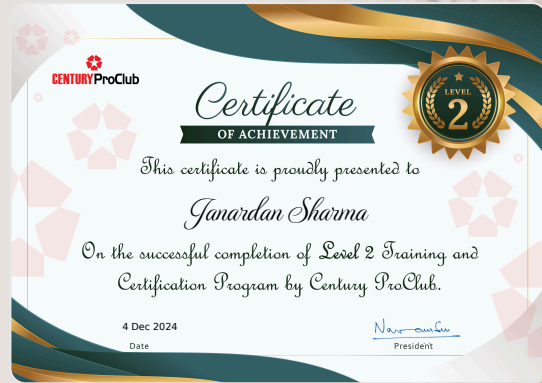 CENTURY ProClub
Certificate
OF ACHIEVEMENT
LEVEL
2
This certificate is proudly presented to
Janardan Sharma
On the successful completion of Level 2 Training and
Certification Program by Century ProClub.
4 Dec 2024
Date
President